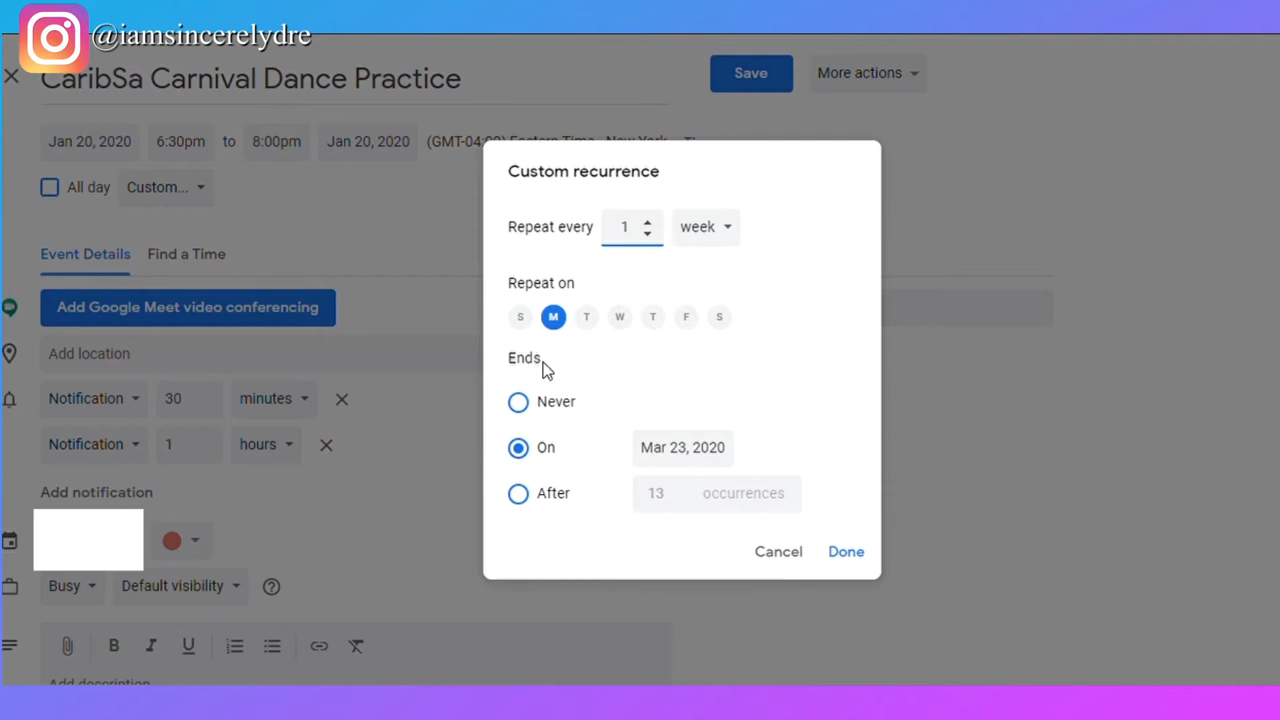 @iamsincerelydre
CaribSa Carnival Dance Practice
Save
More actions
Jan 20, 2020 6:30pm to 8:00pm Jan 20, 2020 (GMT-04:00) Eastern Time - New York
All day Custom...
Event Details Find a Time
Add Google Meet video conferencing
Add location
Notification 30 minutes
Notification 1 hours
Add notification
Busy Default visibility
Add description
Custom recurrence
Repeat every 1 week
Repeat on
S M T W T F S
Ends
Never
On Mar 23, 2020
After 13 occurrences
Cancel Done